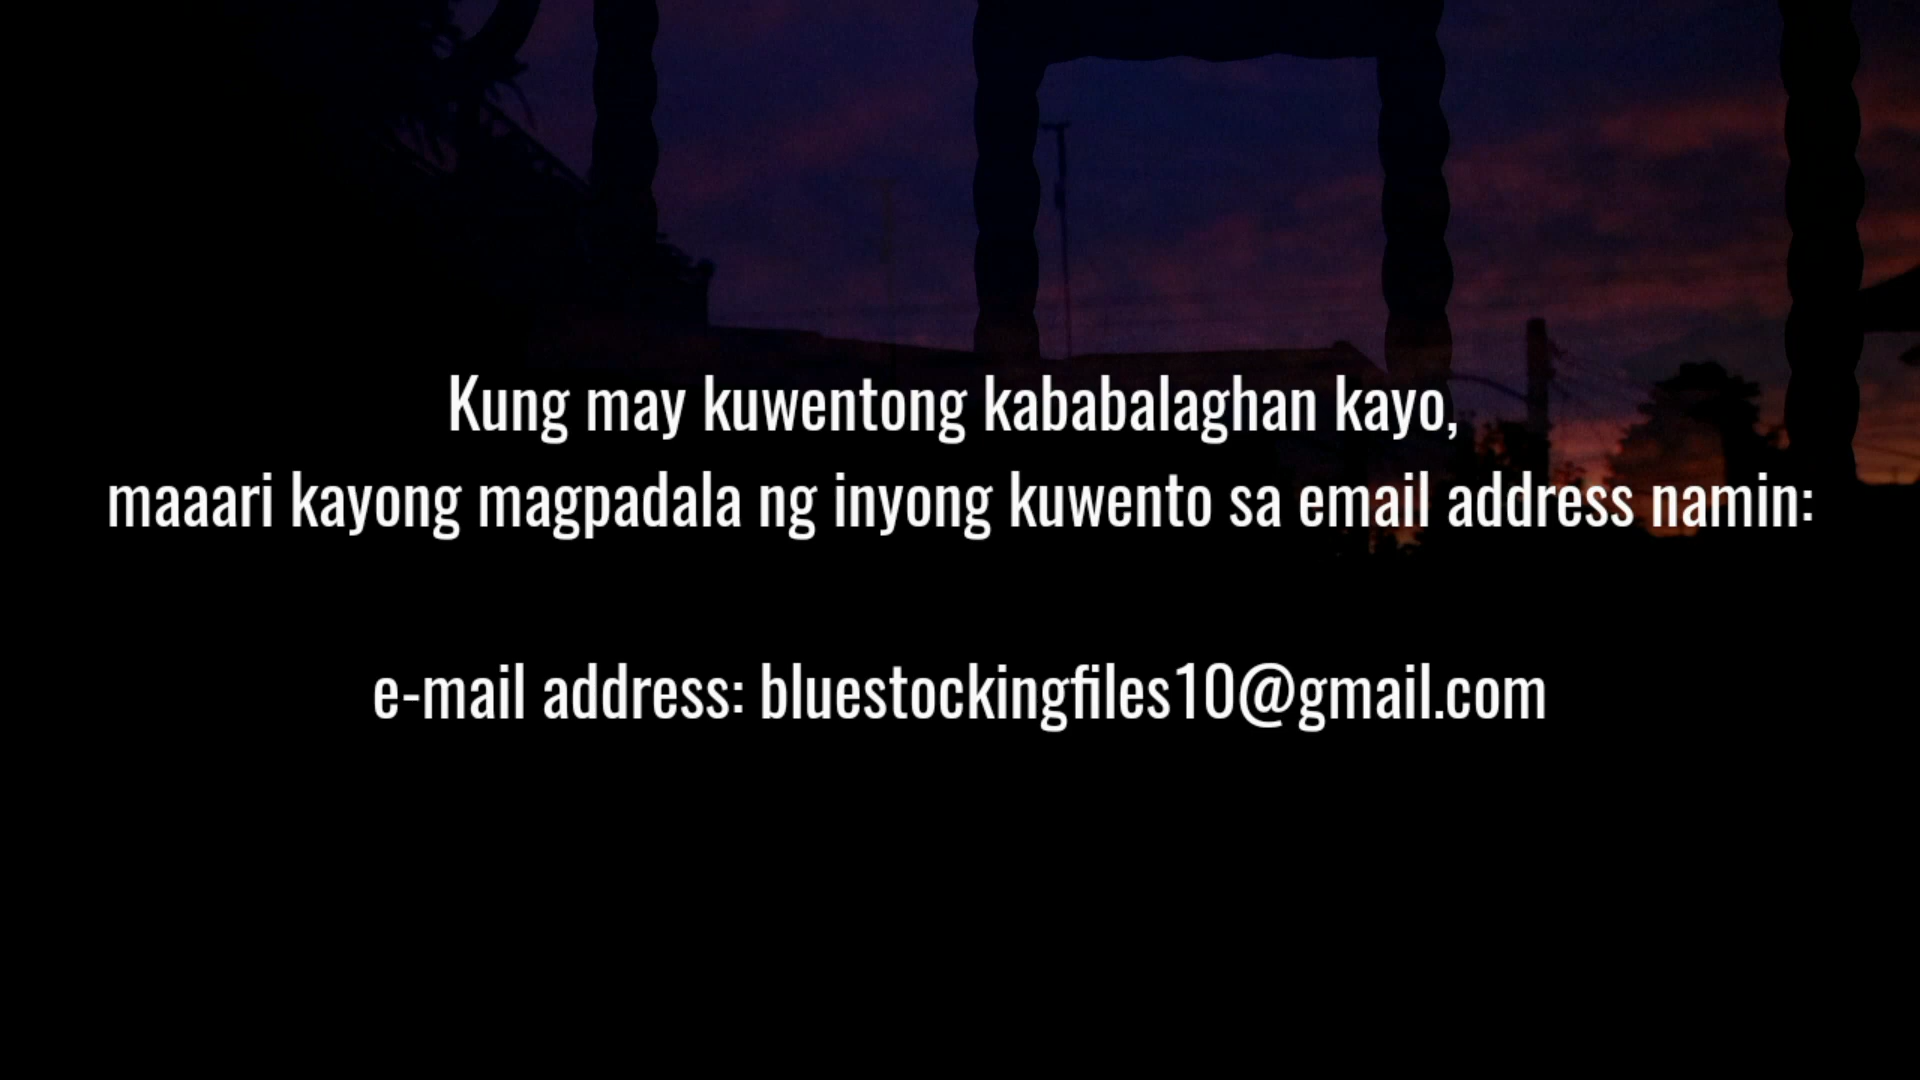 Kung may kuwentong kababalaghan kayo,
maaari kayong magpadala ng inyong kuwento sa email address namin:
e-mail address: bluestockingfiles10@gmail.com